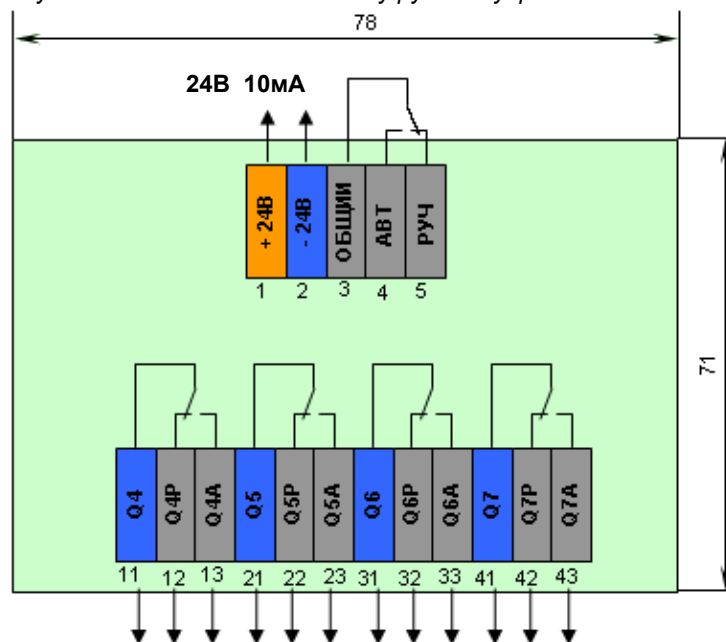 78
24В 10мА
+ 24В
- 24В
ОБЩИЙ
АВТ
РУЧ
1 2 3 4 5
71
Q4
Q4Р
Q4А
Q5
Q5Р
Q5А
Q6
Q6Р
Q6А
Q7
Q7Р
Q7А
11 12 13 21 22 23 31 32 33 41 42 43